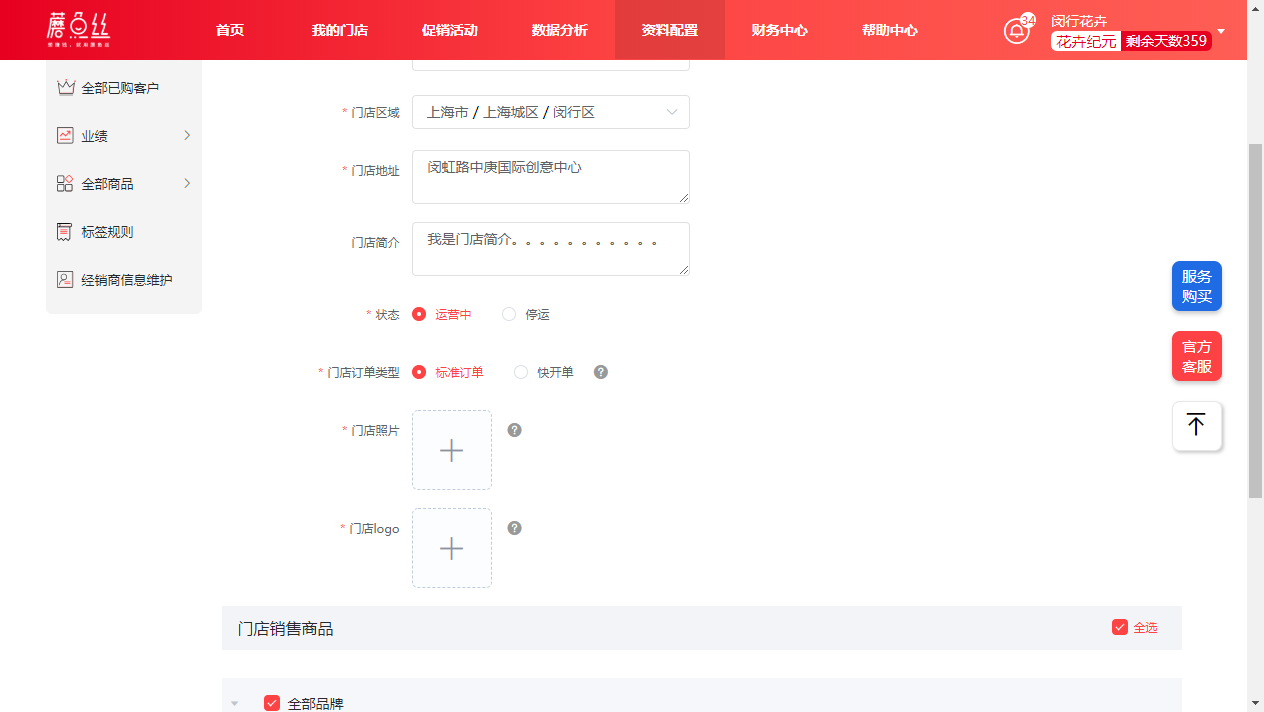 蘑点丝
首页
我的门店
促销活动
数据分析
资料配置
财务中心
帮助中心
34
闵行花卉
花卉纪元 剩余天数359
全部已购客户
业绩
全部商品
标签规则
经销商信息维护
* 门店区域
上海市 / 上海城区 / 闵行区
* 门店地址
闵虹路中庚国际创意中心
门店简介
我是门店简介。。。。。。。。。。。
* 状态
运营中
停运
* 门店订单类型
标准订单
快开单
?
* 门店照片
?
* 门店logo
?
服务
购买
官方
客服
门店销售商品
全选
全部品牌